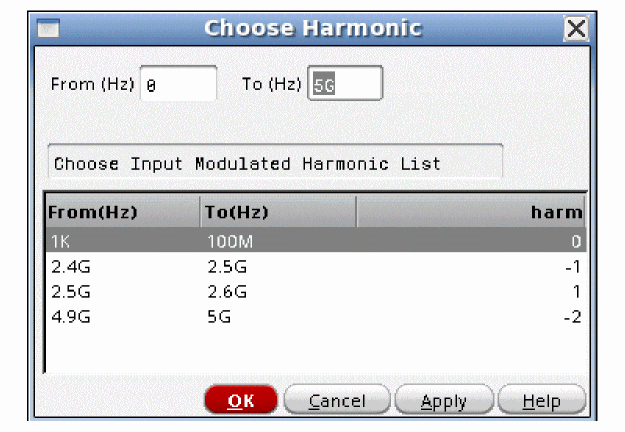 Choose Harmonic
From (Hz) 0 To (Hz) 5G
Choose Input Modulated Harmonic List
From(Hz) To(Hz) harm
1K 100M 0
2.4G 2.5G -1
2.5G 2.6G 1
4.9G 5G -2
OK Cancel Apply Help